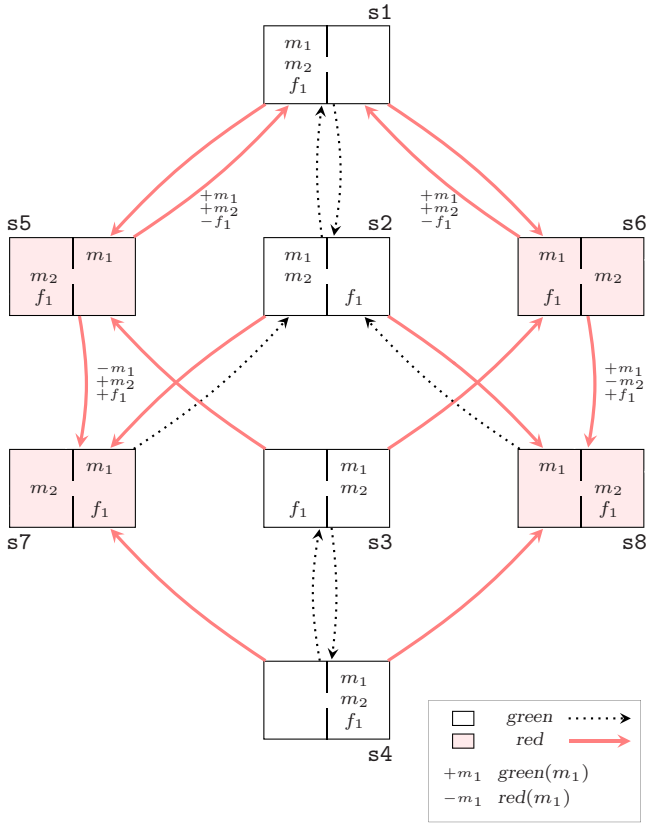 s1
m₁
m₂
f₁
+m₁
+m₂
-f₁
+m₁
+m₂
-f₁
s5
m₁
m₂
f₁
s2
m₁
m₂
f₁
s6
m₁
m₂
f₁
-m₁
+m₂
+f₁
+m₁
-m₂
+f₁
m₁
m₂
f₁
s7
m₁
m₂
f₁
s3
m₁
m₂
f₁
s8
m₁
m₂
f₁
s4
green
red
+m₁ green(m₁)
-m₁ red(m₁)